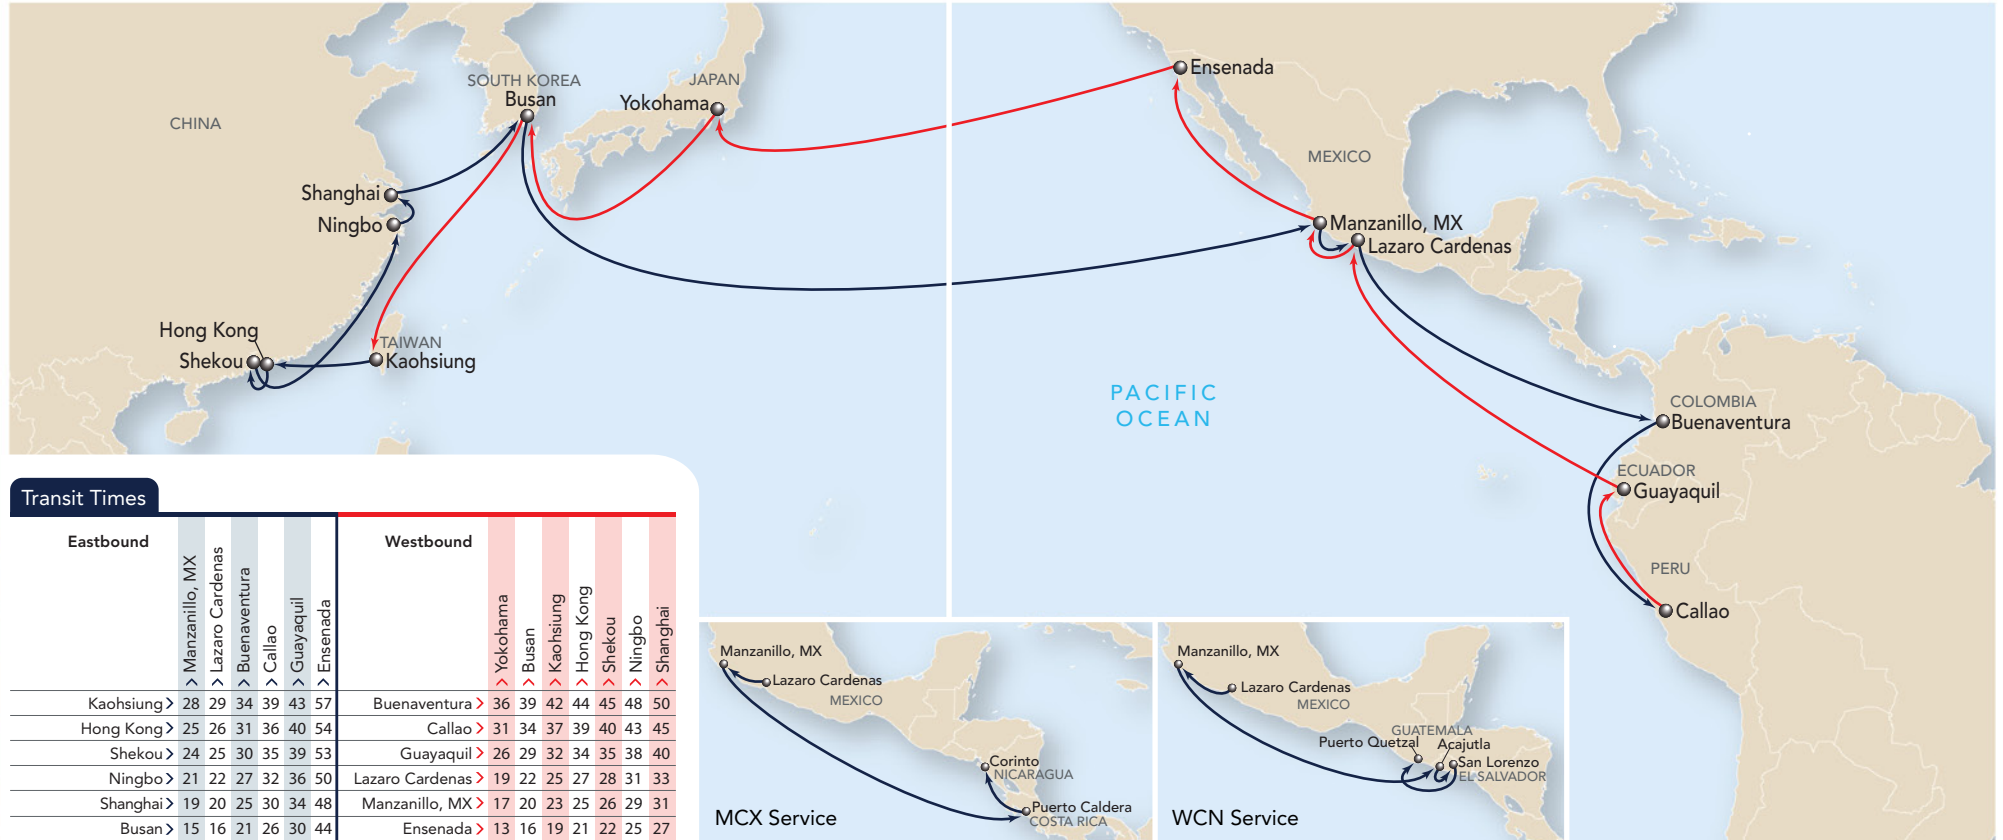 SOUTH KOREA
Busan
JAPAN
Yokohama
CHINA
Shanghai
Ningbo
Hong Kong
Shekou
TAIWAN
Kaohsiung
Ensenada
MEXICO
Manzanillo, MX
Lazaro Cardenas
PACIFIC
OCEAN
COLOMBIA
Buenaventura
ECUADOR
Guayaquil
PERU
Callao
Transit Times
Eastbound
Manzanillo, MX
Lazaro Cardenas
Buenaventura
Callao
Guayaquil
Ensenada
Kaohsiung 28 29 34 39 43 57
Hong Kong 25 26 31 36 40 54
Shekou 24 25 30 35 39 53
Ningbo 21 22 27 32 36 50
Shanghai 19 20 25 30 34 48
Busan 15 16 21 26 30 44
Westbound
Yokohama
Busan
Kaohsiung
Hong Kong
Shekou
Ningbo
Shanghai
Buenaventura 36 39 42 44 45 48 50
Callao 31 34 37 39 40 43 45
Guayaquil 26 29 32 34 35 38 40
Lazaro Cardenas 19 22 25 27 28 31 33
Manzanillo, MX 17 20 23 25 26 29 31
Ensenada 13 16 19 21 22 25 27
Manzanillo, MX
Lazaro Cardenas
MEXICO
Corinto
NICARAGUA
Puerto Caldera
COSTA RICA
MCX Service
Manzanillo, MX
Lazaro Cardenas
MEXICO
GUATEMALA
Puerto Quetzal
Acajutla
San Lorenzo
EL SALVADOR
WCN Service